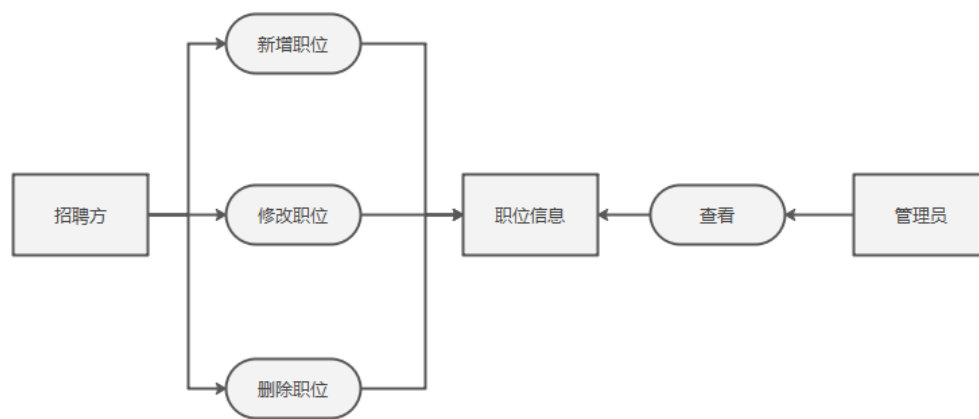 新增职位
招聘方
修改职位
职位信息
查看
管理员
删除职位